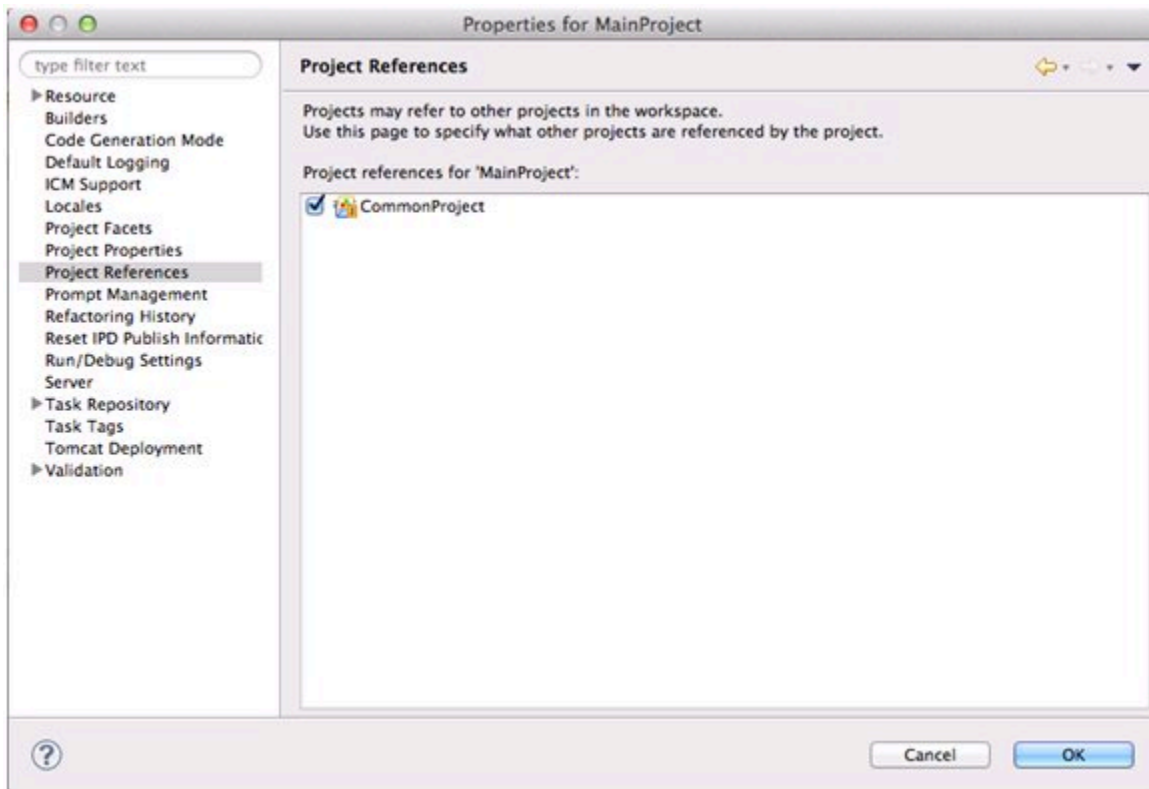 Properties for MainProject
type filter text
Resource
Builders
Code Generation Mode
Default Logging
ICM Support
Locales
Project Facets
Project Properties
Project References
Prompt Management
Refactoring History
Reset IPD Publish Informatic
Run/Debug Settings
Server
Task Repository
Task Tags
Tomcat Deployment
Validation
Project References
Projects may refer to other projects in the workspace.
Use this page to specify what other projects are referenced by the project.
Project references for 'MainProject':
CommonProject
?
Cancel
OK